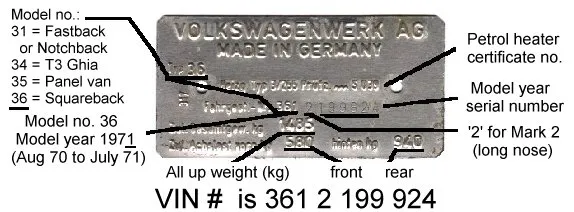 Model no.:
31 = Fastback
or Notchback
34 = T3 Ghia
35 = Panel van
36 = Squareback
Model no. 36
Model year 1971
(Aug 70 to July 71)
VOLKSWAGENWERK AG
MADE IN GERMANY
36
361 2199924
1485
580
940
Petrol heater
certificate no.
Model year
serial number
'2' for Mark 2
(long nose)
All up weight (kg) front rear
VIN # is 361 2 199 924